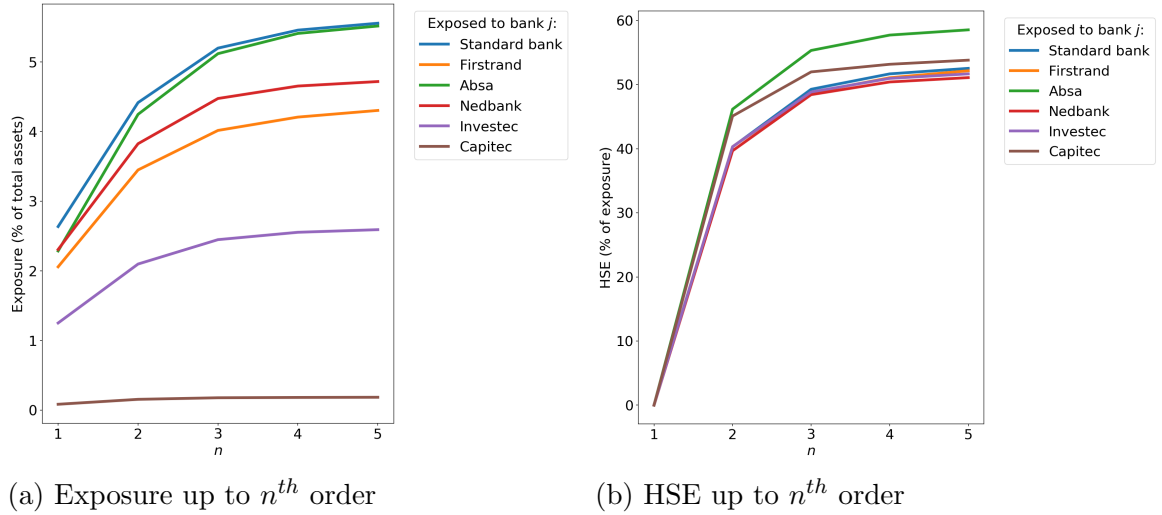 Exposure (% of total assets)
5
4
3
2
1
0
1 2 3 4 5
n
Exposed to bank j:
Standard bank
Firstrand
Absa
Nedbank
Investec
Capitec
(a) Exposure up to nth order
HSE (% of exposure)
60
50
40
30
20
10
0
1 2 3 4 5
n
Exposed to bank j:
Standard bank
Firstrand
Absa
Nedbank
Investec
Capitec
(b) HSE up to nth order